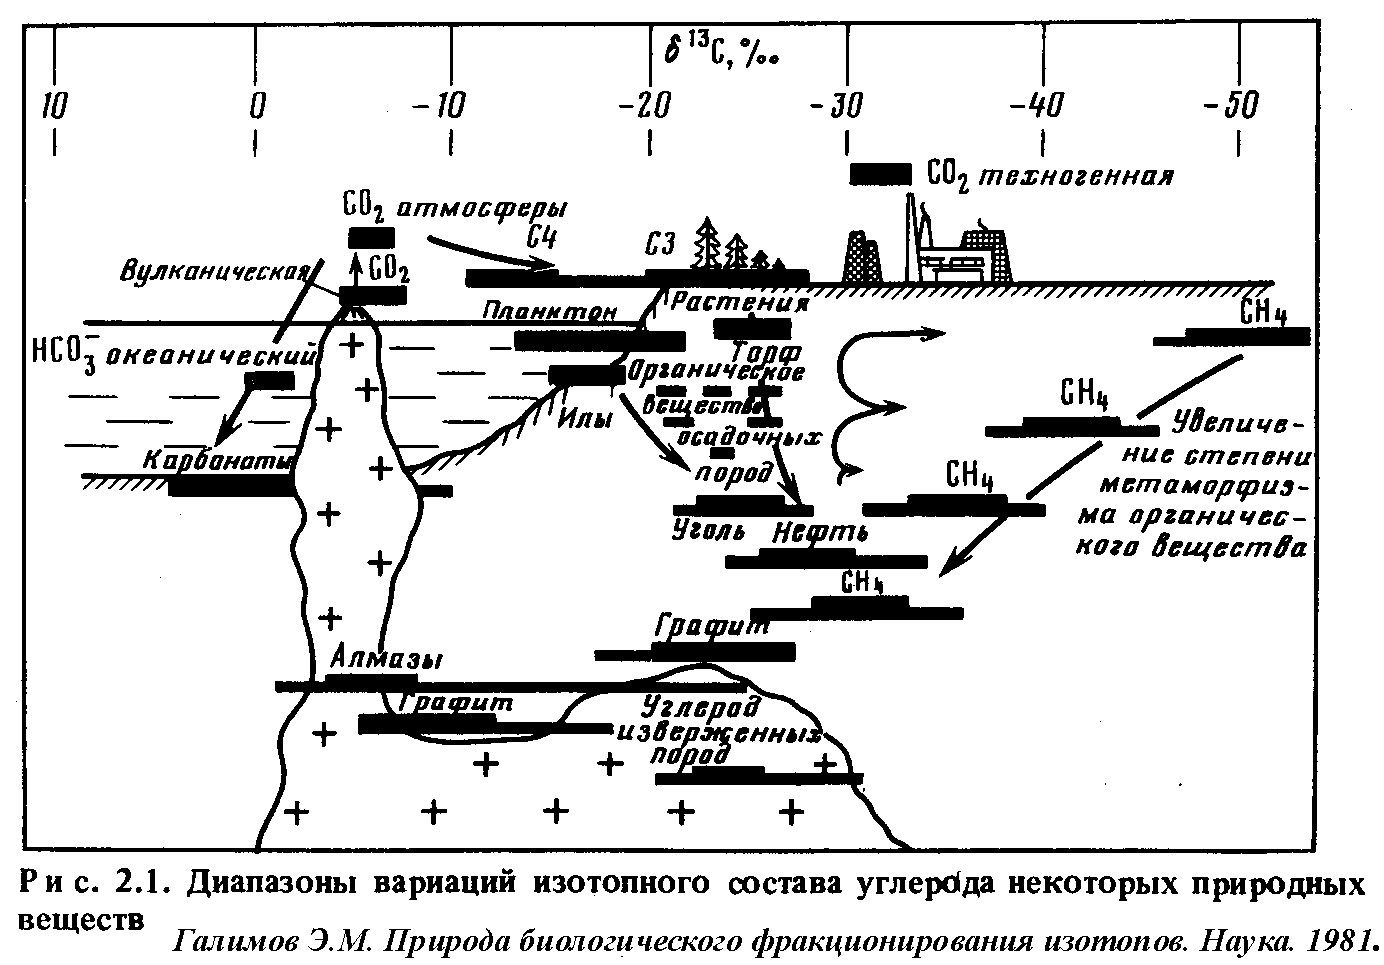 δ ¹³C, ‰
10 0 -10 -20 -30 -40 -50
CO₂ техногенная
CO₂ атмосферы
C4
C3
Вулканическая CO₂
Планктон
Растения
HCO₃⁻ океанический
Торф
CH₄
Органическое
вещество
осадочных
пород
Илы
CH₄
Увеличе-
ние степени
метаморфиз-
ма органичес-
кого вещества
Карбонаты
CH₄
Уголь
Нефть
CH₄
Графит
Алмазы
Графит
Углерод
изверженных
пород
Рис. 2.1. Диапазоны вариаций изотопного состава углерода некоторых природных
веществ
Галимов Э.М. Природа биологического фракционирования изотопов. Наука. 1981.